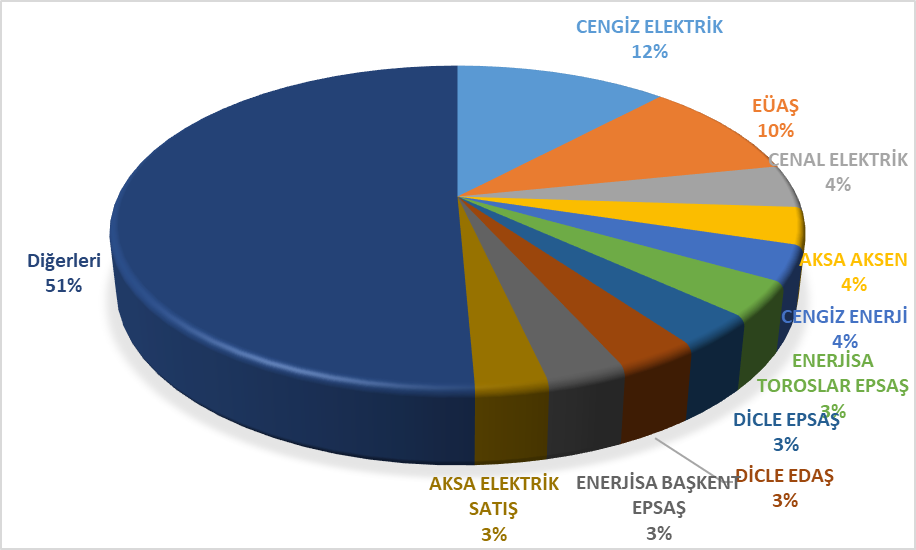 CENGİZ ELEKTRİK
12%
EÜAŞ
10%
CENAL ELEKTRİK
4%
AKSA AKSEN
4%
CENGİZ ENERJİ
4%
ENERJİSA
TOROSLAR EPSAŞ
3%
DİCLE EPSAŞ
3%
DİCLE EDAŞ
3%
ENERJİSA BAŞKENT
EPSAŞ
3%
AKSA ELEKTRİK
SATIŞ
3%
Diğerleri
51%